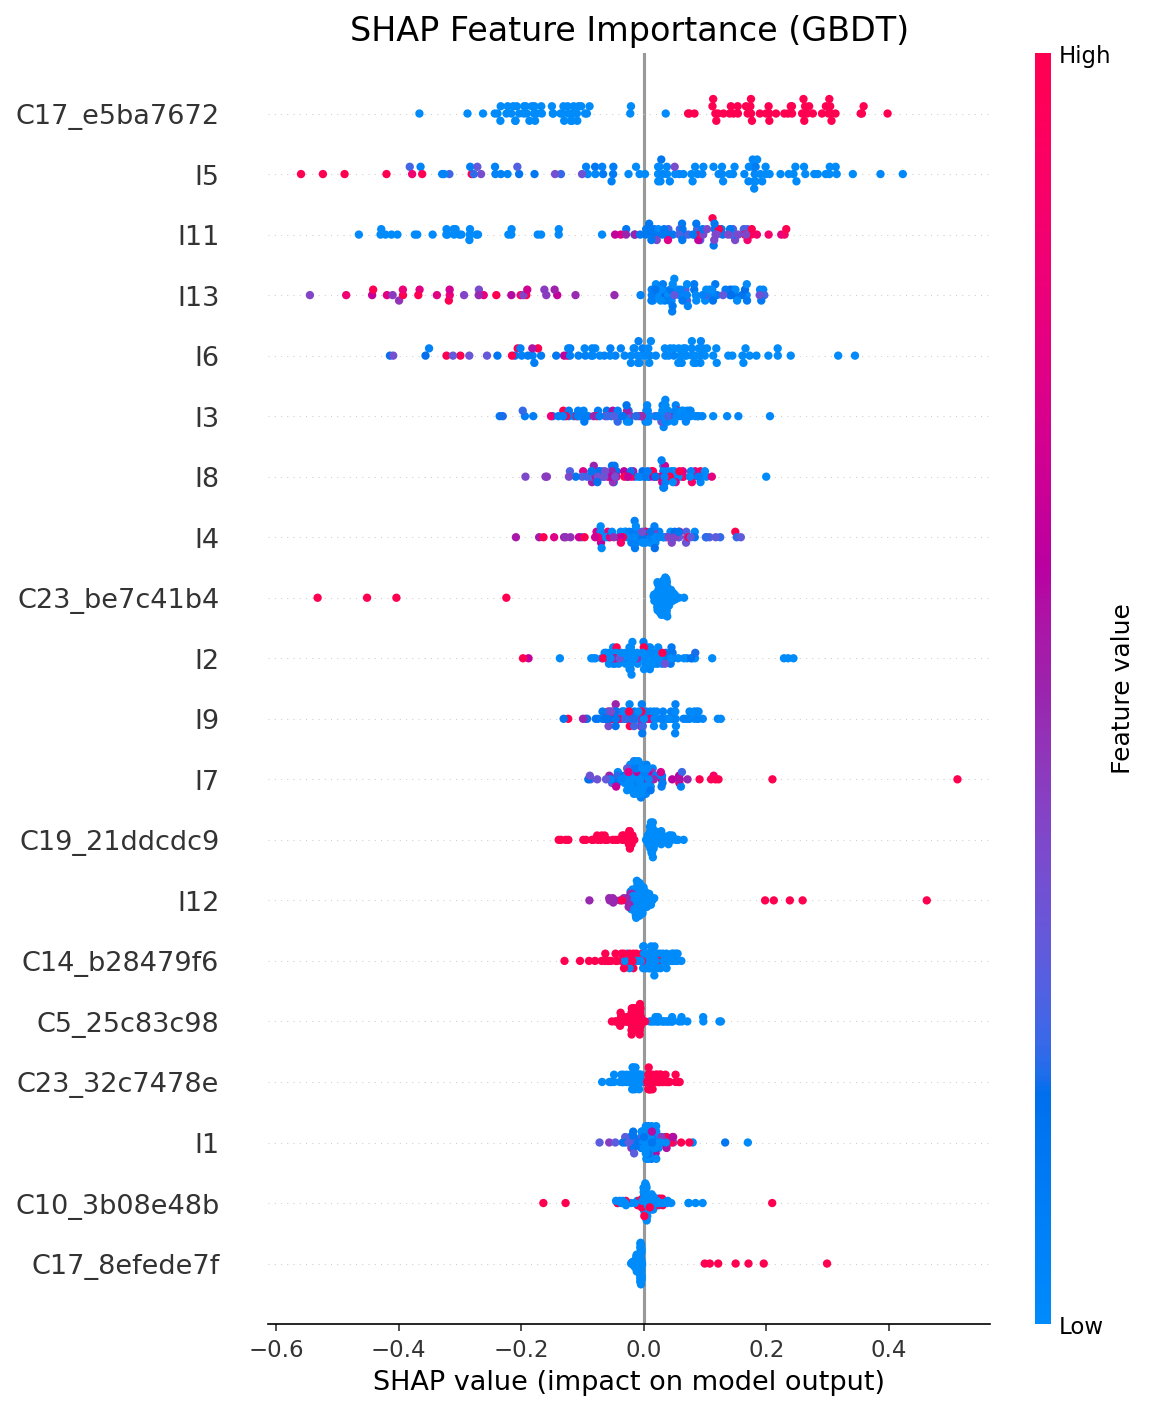 SHAP Feature Importance (GBDT)
High
C17_e5ba7672
I5
I11
I13
I6
I3
I8
I4
C23_be7c41b4
I2
I9
I7
C19_21ddcdc9
I12
C14_b28479f6
C5_25c83c98
C23_32c7478e
I1
C10_3b08e48b
C17_8efede7f
Feature value
Low
−0.6 −0.4 −0.2 0.0 0.2 0.4
SHAP value (impact on model output)